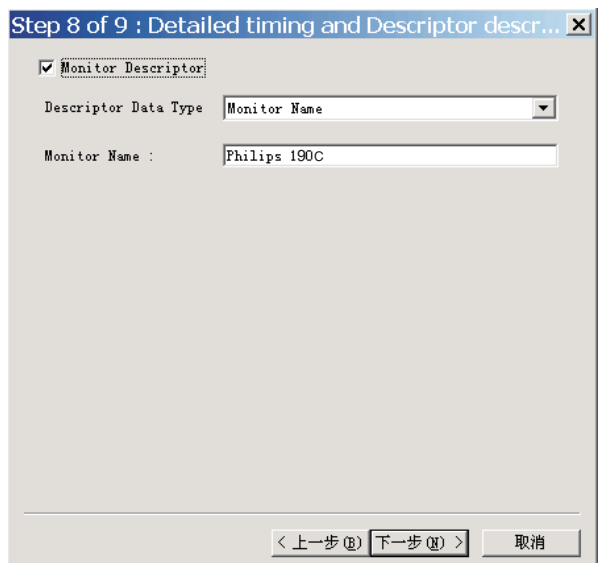 Step 8 of 9 : Detailed timing and Descriptor descr...
Monitor Descriptor
Descriptor Data Type Monitor Name
Monitor Name : Philips 190C
< 上一步(B) 下一步(N) > 取消